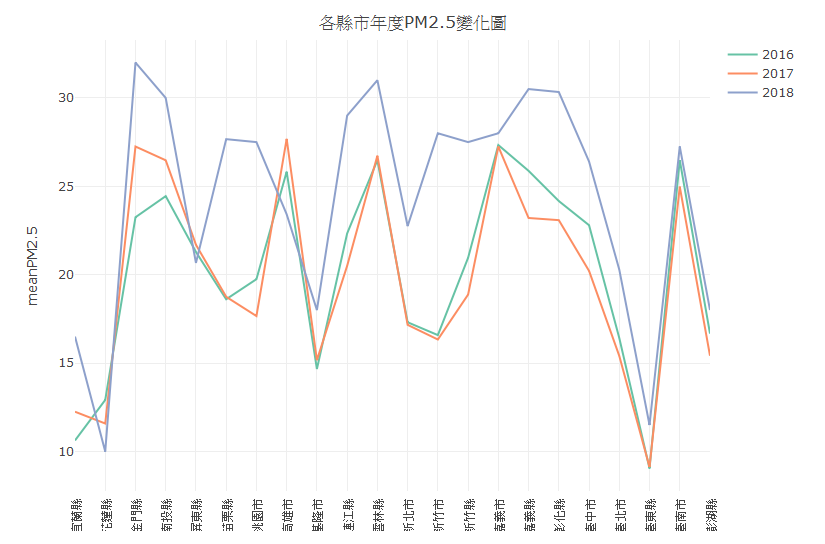 各縣市年度PM2.5變化圖
2016
2017
2018
meanPM2.5
30
25
20
15
10
宜蘭縣
花蓮縣
金門縣
南投縣
屏東縣
苗栗縣
桃園市
高雄市
基隆市
連江縣
雲林縣
新北市
新竹市
新竹縣
嘉義市
嘉義縣
彰化縣
臺中市
臺北市
臺東縣
臺南市
澎湖縣